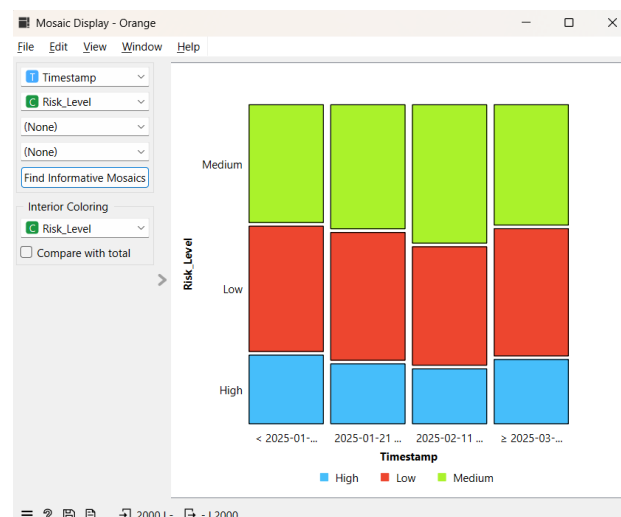 Mosaic Display - Orange
File Edit View Window Help
T Timestamp
C Risk_Level
(None)
(None)
Find Informative Mosaics
Interior Coloring
C Risk_Level
Compare with total
Risk_Level
Medium
Low
High
< 2025-01-... 2025-01-21 ... 2025-02-11 ... ≥ 2025-03-...
Timestamp
High Low Medium
? 2000 - 2000